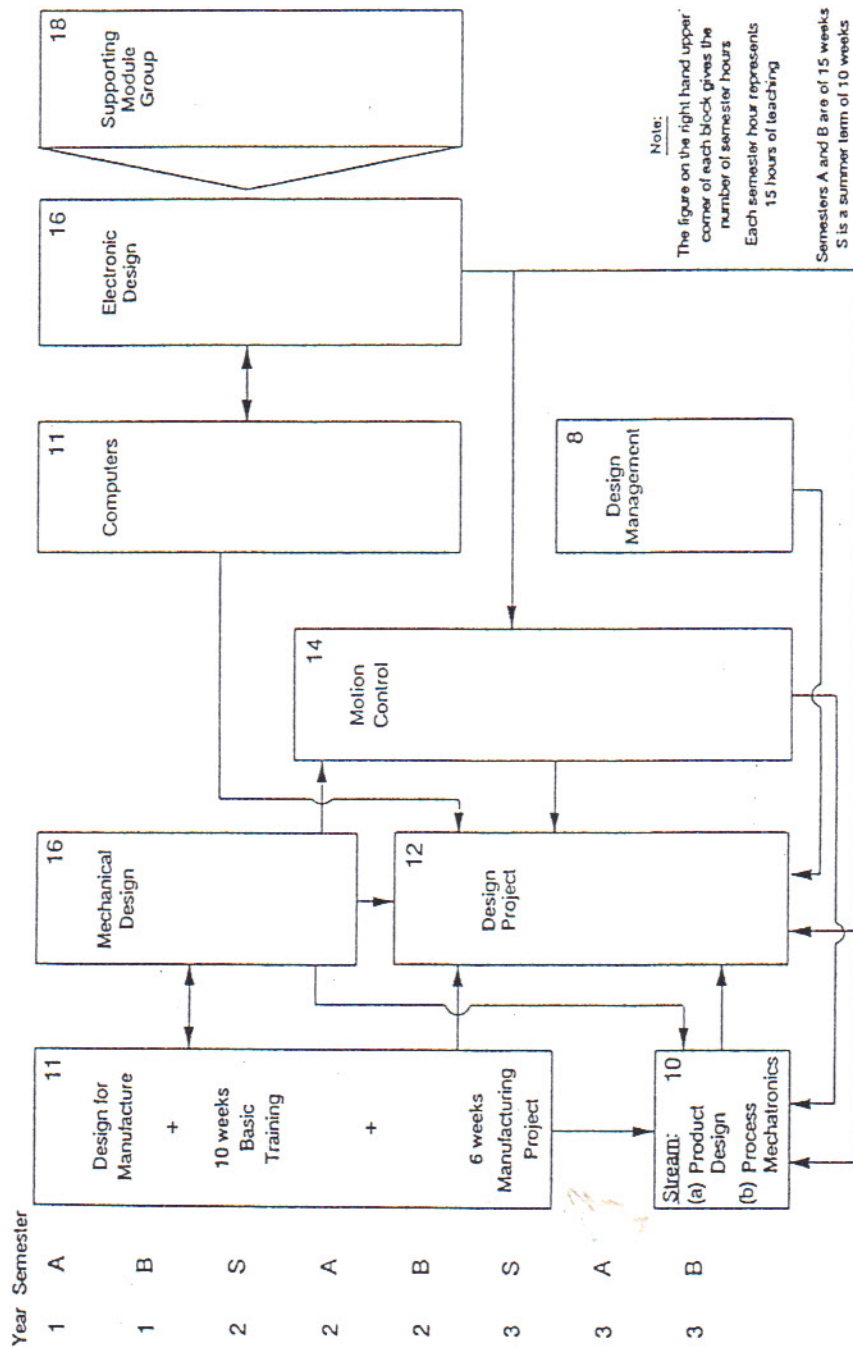 Year Semester
1 A
1 B
2 S
2 A
2 B
3 S
3 A
3 B
11
Design for
Manufacture
+
10 weeks
Basic
Training
+
6 weeks
Manufacturing
Project
10
Stream:
(a) Product
Design
(b) Process
Mechatronics
16
Mechanical
Design
12
Design
Project
14
Motion
Control
11
Computers
8
Design
Management
16
Electronic
Design
18
Supporting
Module
Group
Note:
The figure on the right hand upper
corner of each block gives the
number of semester hours
Each semester hour represents
15 hours of teaching
Semesters A and B are of 15 weeks
S is a summer term of 10 weeks